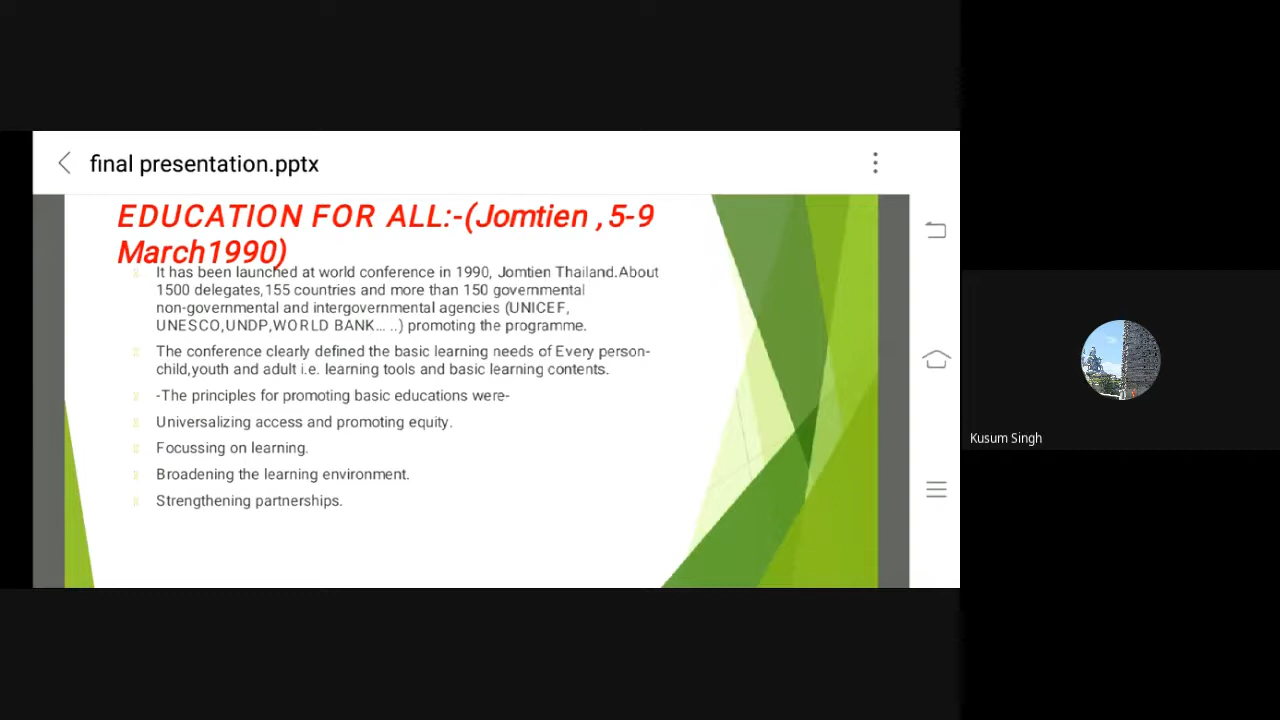 final presentation.pptx
EDUCATION FOR ALL:-(Jomtien ,5-9
March1990)
It has been launched at world conference in 1990, Jomtien Thailand.About
1500 delegates,155 countries and more than 150 governmental
non-governmental and intergovernmental agencies (UNICEF,
UNESCO,UNDP,WORLD BANK.....) promoting the programme.
The conference clearly defined the basic learning needs of Every person-
child,youth and adult i.e. learning tools and basic learning contents.
-The principles for promoting basic educations were-
Universalizing access and promoting equity.
Focussing on learning.
Broadening the learning environment.
Strengthening partnerships.
Kusum Singh